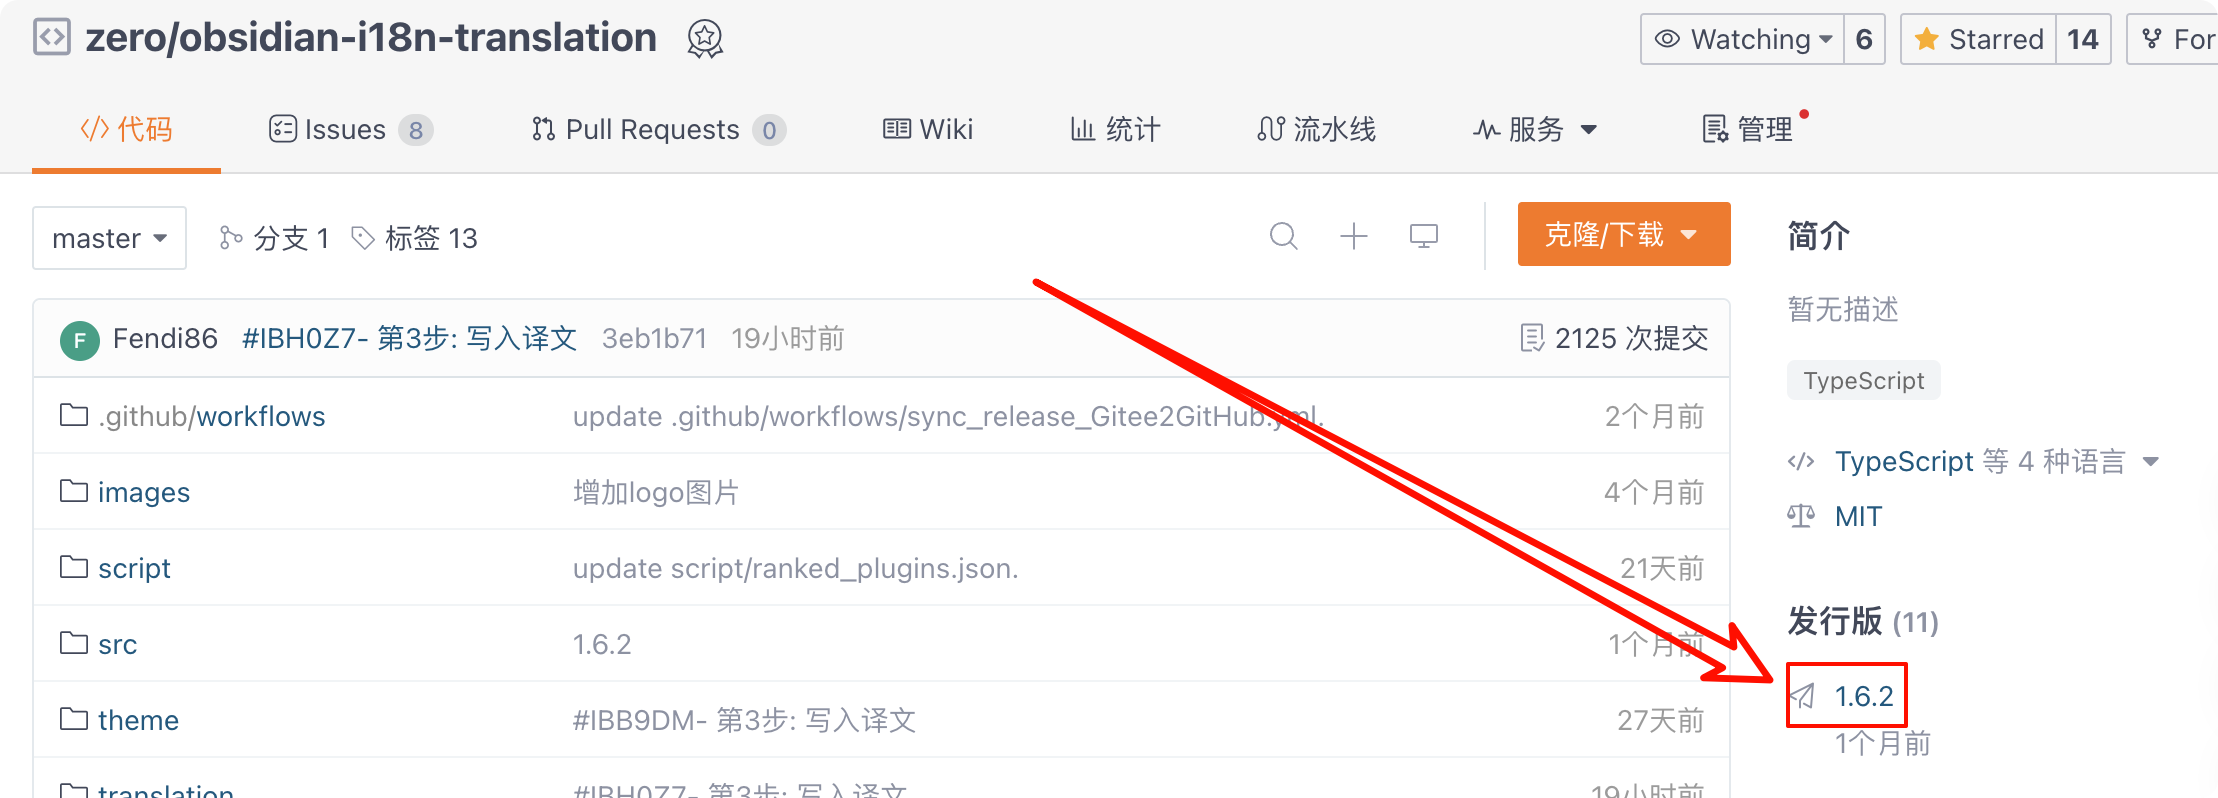 zero/obsidian-i18n-translation
Watching 6 Starred 14 For
代码 Issues 8 Pull Requests 0 Wiki 统计 流水线 服务 管理
master 分支 1 标签 13 克隆/下载
F Fendi86 #IBH0Z7- 第3步: 写入译文 3eb1b71 19小时前 2125 次提交
.github/workflows update .github/workflows/sync_release_Gitee2GitHub.yml. 2个月前
images 增加logo图片 4个月前
script update script/ranked_plugins.json. 21天前
src 1.6.2 1个月前
theme #IBB9DM- 第3步: 写入译文 27天前
translation #IBH0Z7- 第3步: 写入译文 19小时前
简介
暂无描述
TypeScript
TypeScript 等 4 种语言
MIT
发行版 (11)
1.6.2
1个月前